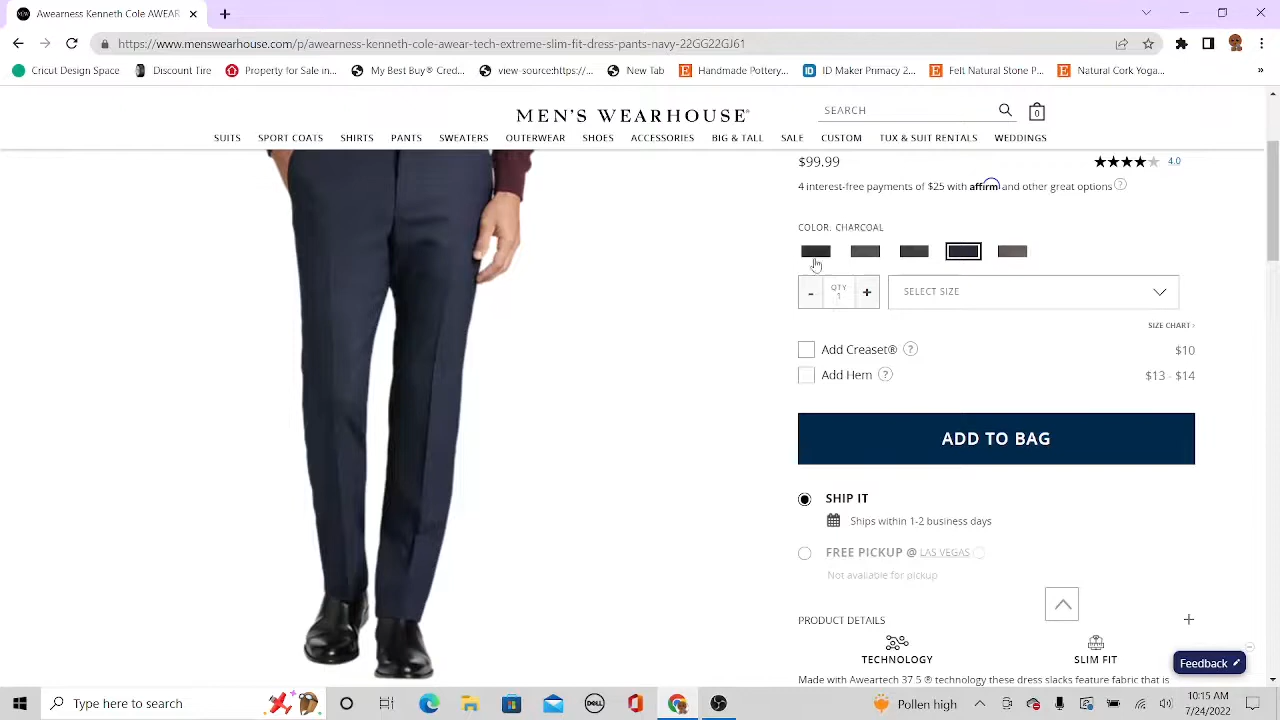 Awearness Kenneth Cole AWEAR
https://www.menswearhouse.com/p/awearness-kenneth-cole-awear-tech-extreme-slim-fit-dress-pants-navy-22GG22GJ61
Cricut Design Space
Discount Tire
Property for Sale in...
My Best Buy® Cred...
view-source:https://...
New Tab
Handmade Pottery...
ID Maker Primacy 2...
Felt Natural Stone P...
Natural Cork Yoga...
»
MEN'S WEARHOUSE®
SEARCH
0
SUITS SPORT COATS SHIRTS PANTS SWEATERS OUTERWEAR SHOES ACCESSORIES BIG & TALL SALE CUSTOM TUX & SUIT RENTALS WEDDINGS
$99.99 4.0
4 interest-free payments of $25 with affirm and other great options ?
COLOR: CHARCOAL
- QTY 1 + SELECT SIZE
SIZE CHART ›
Add Creaset® ? $10
Add Hem ? $13 - $14
ADD TO BAG
SHIP IT
Ships within 1-2 business days
FREE PICKUP @ LAS VEGAS
Not available for pickup
PRODUCT DETAILS +
TECHNOLOGY SLIM FIT
Made with Aweartech 37.5 ® technology these dress slacks feature fabric that is
Feedback
Type here to search
DELL
Pollen high
10:15 AM
7/24/2022